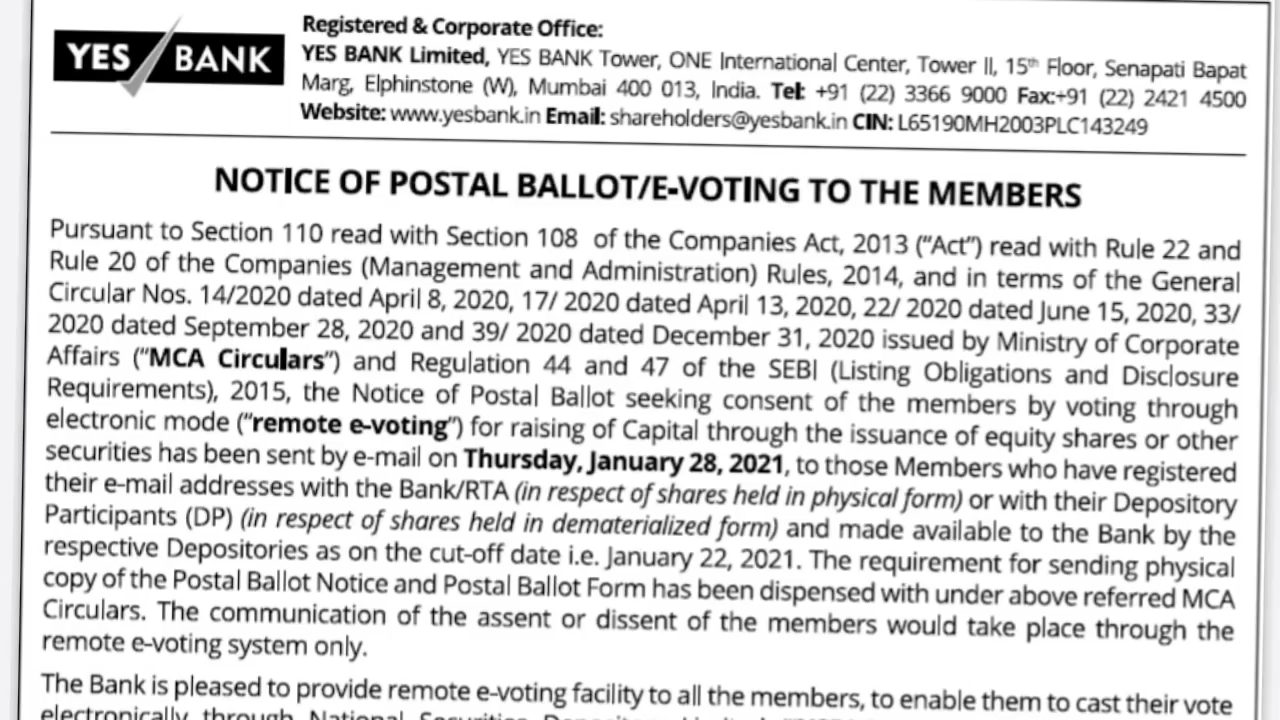 YES BANK
Registered & Corporate Office:
YES BANK Limited, YES BANK Tower, ONE International Center, Tower II, 15th Floor, Senapati Bapat
Marg, Elphinstone (W), Mumbai 400 013, India. Tel: +91 (22) 3366 9000 Fax:+91 (22) 2421 4500
Website: www.yesbank.in Email: shareholders@yesbank.in CIN: L65190MH2003PLC143249
NOTICE OF POSTAL BALLOT/E-VOTING TO THE MEMBERS
Pursuant to Section 110 read with Section 108 of the Companies Act, 2013 (“Act”) read with Rule 22 and
Rule 20 of the Companies (Management and Administration) Rules, 2014, and in terms of the General
Circular Nos. 14/2020 dated April 8, 2020, 17/ 2020 dated April 13, 2020, 22/ 2020 dated June 15, 2020, 33/
2020 dated September 28, 2020 and 39/ 2020 dated December 31, 2020 issued by Ministry of Corporate
Affairs (“MCA Circulars”) and Regulation 44 and 47 of the SEBI (Listing Obligations and Disclosure
Requirements), 2015, the Notice of Postal Ballot seeking consent of the members by voting through
electronic mode (“remote e-voting”) for raising of Capital through the issuance of equity shares or other
securities has been sent by e-mail on Thursday, January 28, 2021, to those Members who have registered
their e-mail addresses with the Bank/RTA (in respect of shares held in physical form) or with their Depository
Participants (DP) (in respect of shares held in dematerialized form) and made available to the Bank by the
respective Depositories as on the cut-off date i.e. January 22, 2021. The requirement for sending physical
copy of the Postal Ballot Notice and Postal Ballot Form has been dispensed with under above referred MCA
Circulars. The communication of the assent or dissent of the members would take place through the
remote e-voting system only.
The Bank is pleased to provide remote e-voting facility to all the members, to enable them to cast their vote
electronically, through National Securities